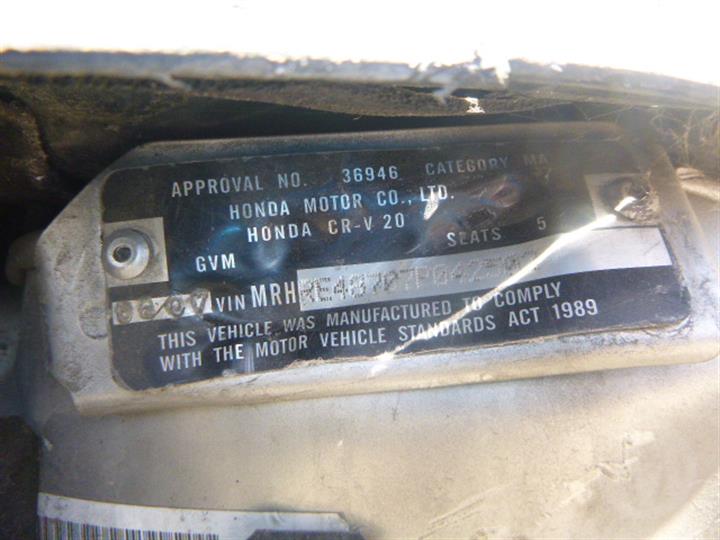 APPROVAL NO. 36946 CATEGORY MA
HONDA MOTOR CO., LTD.
HONDA CR-V 20
GVM SEATS 5
VIN MRH
THIS VEHICLE WAS MANUFACTURED TO COMPLY
WITH THE MOTOR VEHICLE STANDARDS ACT 1989